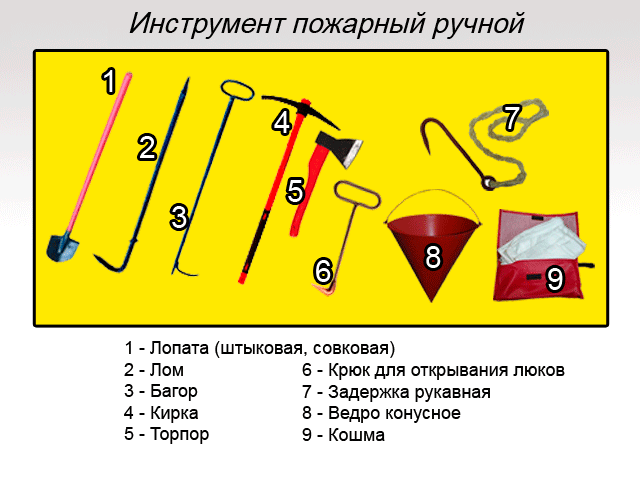 Инструмент пожарный ручной
1
2
3
4
5
6
7
8
9
1 - Лопата (штыковая, совковая)
2 - Лом
3 - Багор
4 - Кирка
5 - Торпор
6 - Крюк для открывания люков
7 - Задержка рукавная
8 - Ведро конусное
9 - Кошма